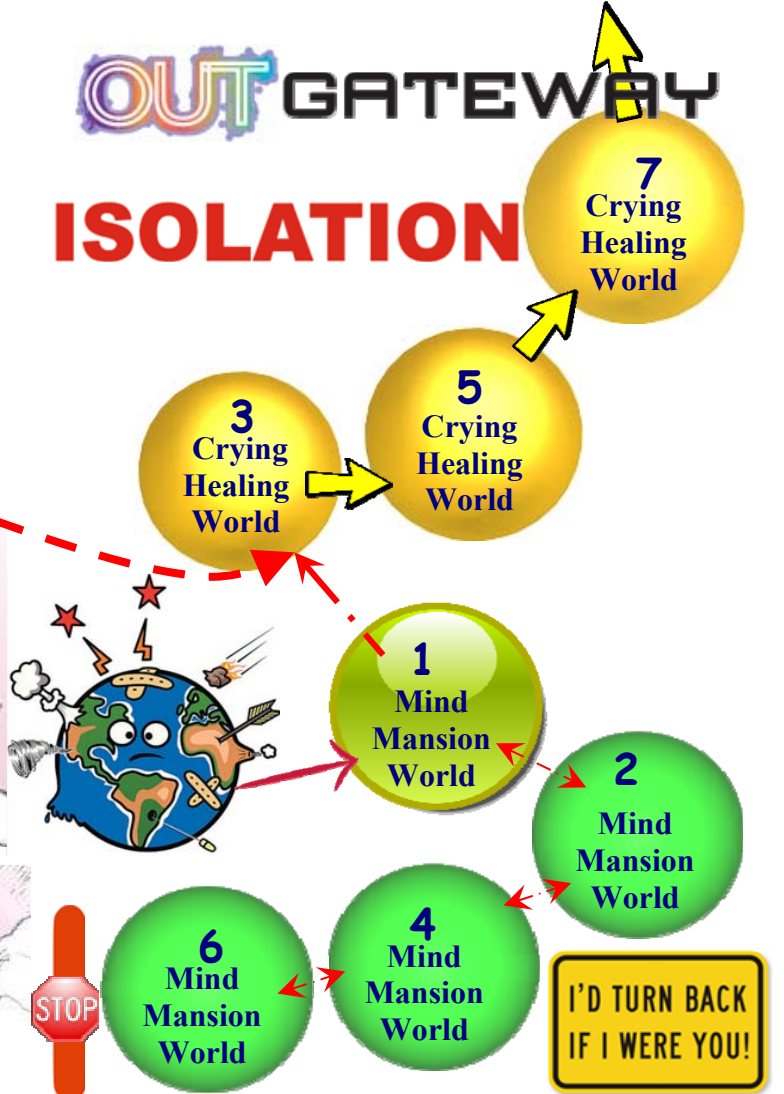 OUT GATEWAY
ISOLATION
7
Crying
Healing
World
5
Crying
Healing
World
3
Crying
Healing
World
1
Mind
Mansion
World
2
Mind
Mansion
World
4
Mind
Mansion
World
6
Mind
Mansion
World
STOP
I'D TURN BACK
IF I WERE YOU!